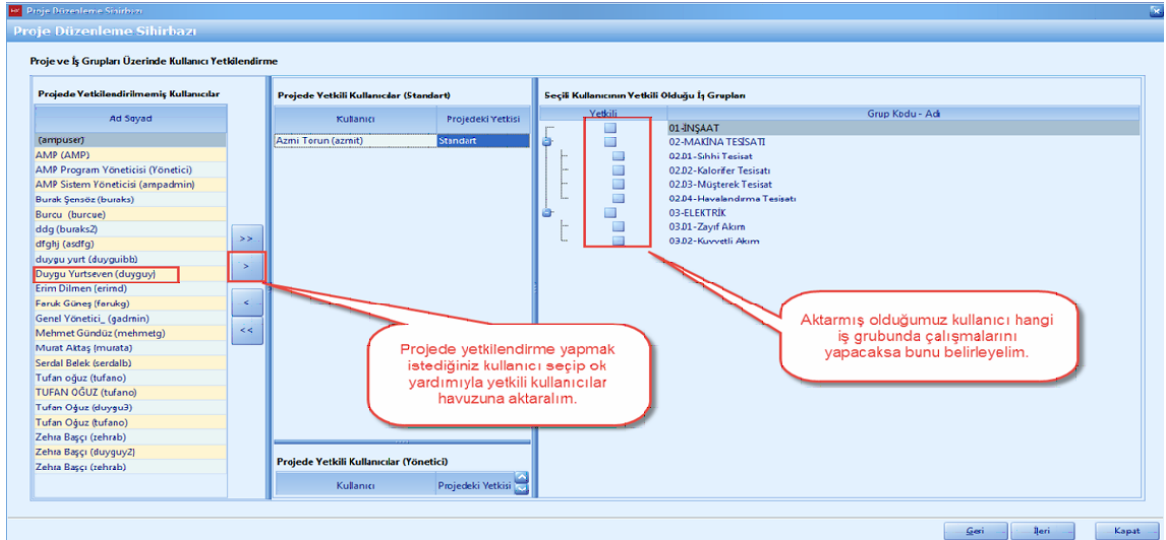 Proje Düzenleme Sihirbazı
Proje Düzenleme Sihirbazı
Proje ve İş Grupları Üzerinde Kullanıcı Yetkilendirme
Projede Yetkilendirilmemiş Kullanıcılar
Ad Soyad
(ampuser)
AMP (AMP)
AMP Program Yöneticisi (Yönetici)
AMP Sistem Yöneticisi (ampadmin)
Burak Şensöz (buraks)
Burcu (burcue)
ddg (buraks2)
dfghj (asdfg)
duygu yurt (duyguibb)
Duygu Yurtseven (duyguy)
Erim Dilmen (erimd)
Faruk Güneş (farukg)
Genel Yönetici_ (gadmin)
Mehmet Gündüz (mehmetg)
Murat Aktaş (murata)
Serdal Belek (serdalb)
Tufan oğuz (tufano)
TUFAN OĞUZ (tufano)
Tufan Oğuz (duygu3)
Tufan Oğuz (tufano)
Zehra Başçı (zehrab)
Zehra Başçı (duyguy2)
Zehra Başçı (zehrab)
>>
>
<
<<
Projede Yetkili Kullanıcılar (Standart)
Kullanıcı Projedeki Yetkisi
Azmi Torun (azmit) Standart
Projede yetkilendirme yapmak
istediğiniz kullanıcı seçip ok
yardımıyla yetkili kullanıcılar
havuzuna aktaralım.
Projede Yetkili Kullanıcılar (Yönetici)
Kullanıcı Projedeki Yetkisi
Seçili Kullanıcının Yetkili Olduğu İş Grupları
Yetkili Grup Kodu - Adı
01-İNŞAAT
02-MAKİNA TESİSATI
02.01-Sıhhi Tesisat
02.02-Kalorifer Tesisatı
02.03-Müşterek Tesisat
02.04-Havalandırma Tesisatı
03-ELEKTRİK
03.01-Zayıf Akım
03.02-Kuvvetli Akım
Aktarmış olduğumuz kullanıcı hangi
iş grubunda çalışmalarını
yapacaksa bunu belirleyelim.
Geri İleri Kapat